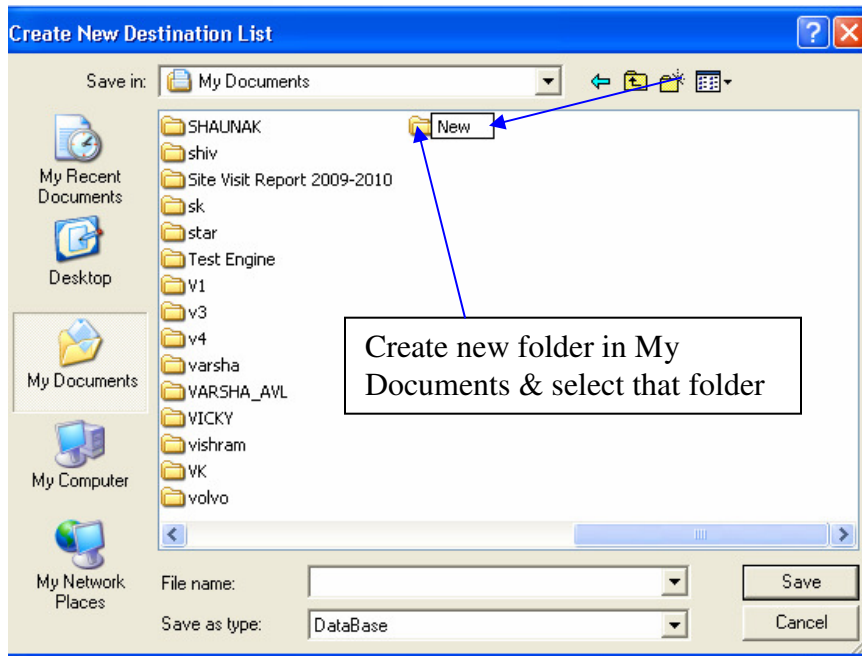 Create New Destination List
Save in:
My Documents
My Recent
Documents
Desktop
My Documents
My Computer
My Network
Places
SHAUNAK
shiv
Site Visit Report 2009-2010
sk
star
Test Engine
V1
v3
v4
varsha
VARSHA_AVL
VICKY
vishram
VK
volvo
New
Create new folder in My
Documents & select that folder
File name:
Save
Save as type:
DataBase
Cancel